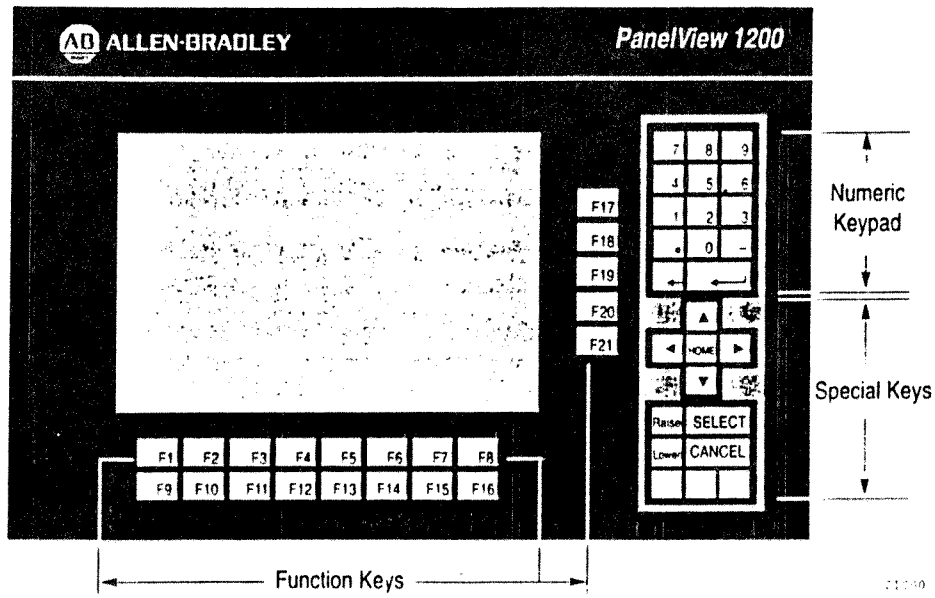 AB ALLEN-BRADLEY
PanelView 1200
7 8 9
4 5 6
1 2 3
. 0 -
Numeric
Keypad
F17
F18
F19
F20
F21
HOME
Special Keys
Raise SELECT
Lower CANCEL
F1 F2 F3 F4 F5 F6 F7 F8
F9 F10 F11 F12 F13 F14 F15 F16
Function Keys